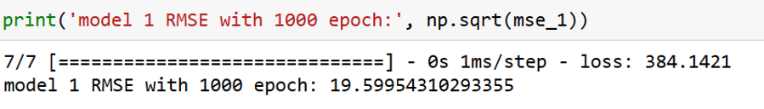 print('model 1 RMSE with 1000 epoch:', np.sqrt(mse_1))
7/7 [==============================] - 0s 1ms/step - loss: 384.1421
model 1 RMSE with 1000 epoch: 19.59954310293355